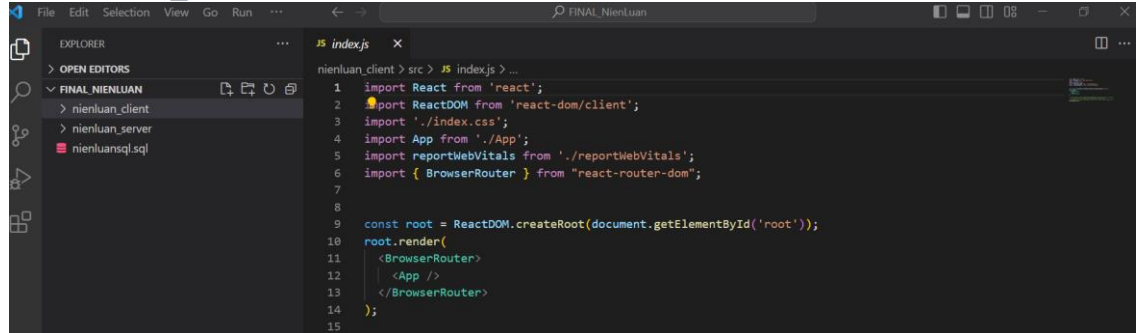 File Edit Selection View Go Run ··· FINAL_NienLuan
EXPLORER ···
OPEN EDITORS
FINAL_NIENLUAN
nienluan_client
nienluan_server
nienluansql.sql
JS index.js
nienluan_client > src > JS index.js > ...
1 import React from 'react';
2 import ReactDOM from 'react-dom/client';
3 import './index.css';
4 import App from './App';
5 import reportWebVitals from './reportWebVitals';
6 import { BrowserRouter } from "react-router-dom";
7
8
9 const root = ReactDOM.createRoot(document.getElementById('root'));
10 root.render(
11 <BrowserRouter>
12 <App />
13 </BrowserRouter>
14 );
15